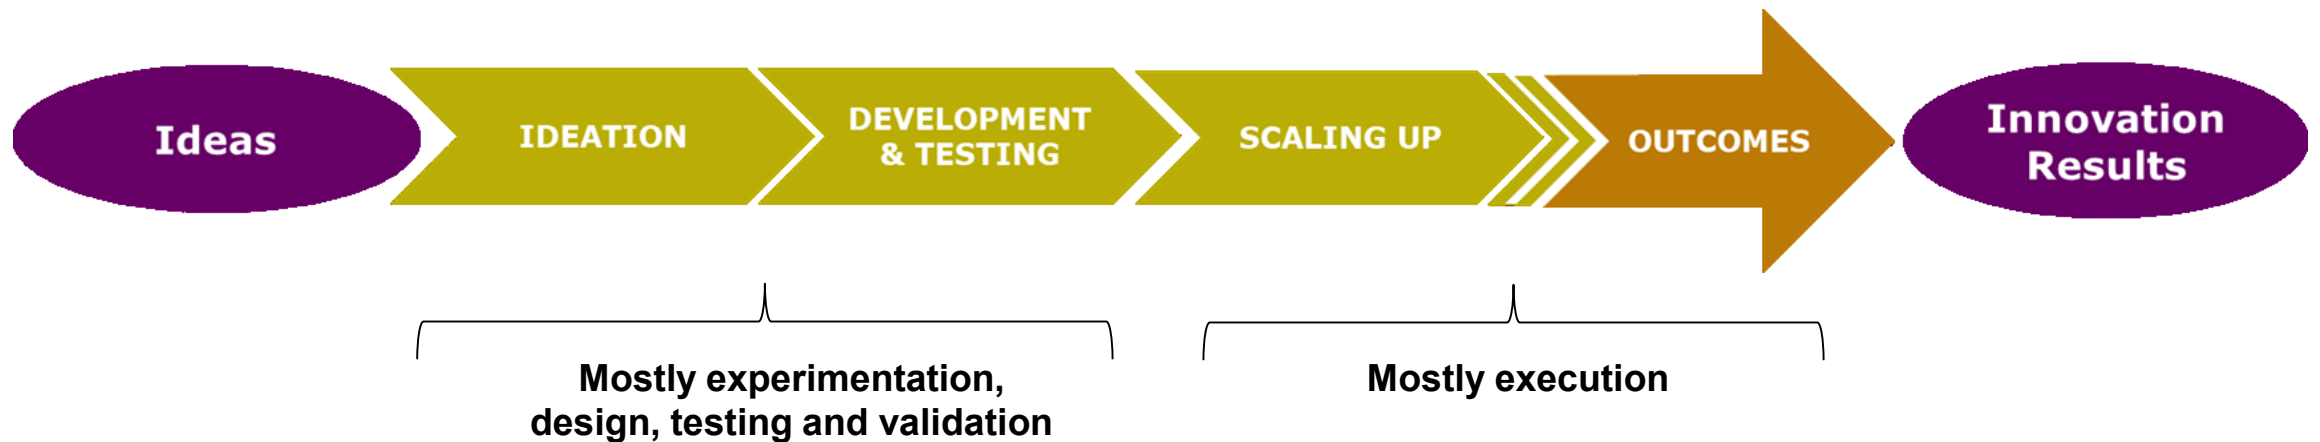 Ideas
IDEATION
DEVELOPMENT
& TESTING
SCALING UP
OUTCOMES
Innovation
Results
Mostly experimentation,
design, testing and validation
Mostly execution